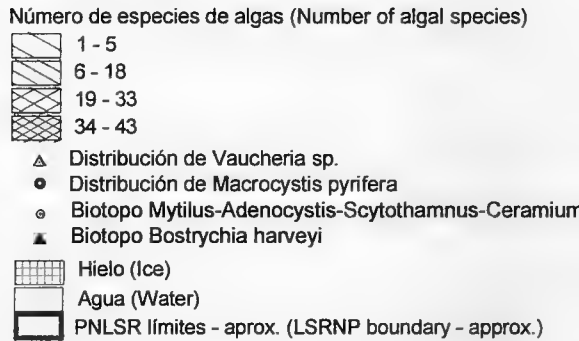 Número de especies de algas (Number of algal species)
1 - 5
6 - 18
19 - 33
34 - 43
Distribución de Vaucheria sp.
Distribución de Macrocystis pyrifera
Biotopo Mytilus-Adenocystis-Scytothamnus-Ceramium
Biotopo Bostrychia harveyi
Hielo (Ice)
Agua (Water)
PNLSR límites - aprox. (LSRNP boundary - approx.)